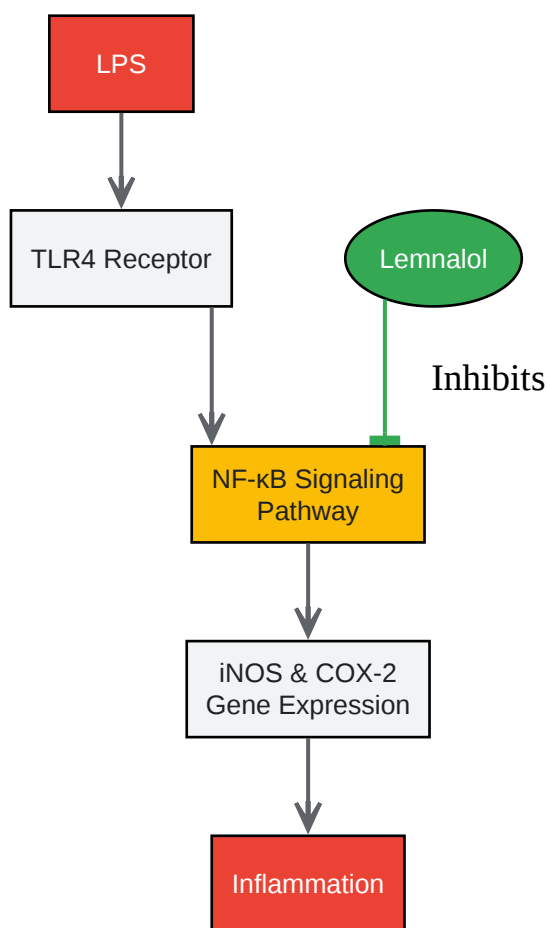 LPS
TLR4 Receptor
Lemnalol
Inhibits
NF-κB Signaling
Pathway
iNOS & COX-2
Gene Expression
Inflammation